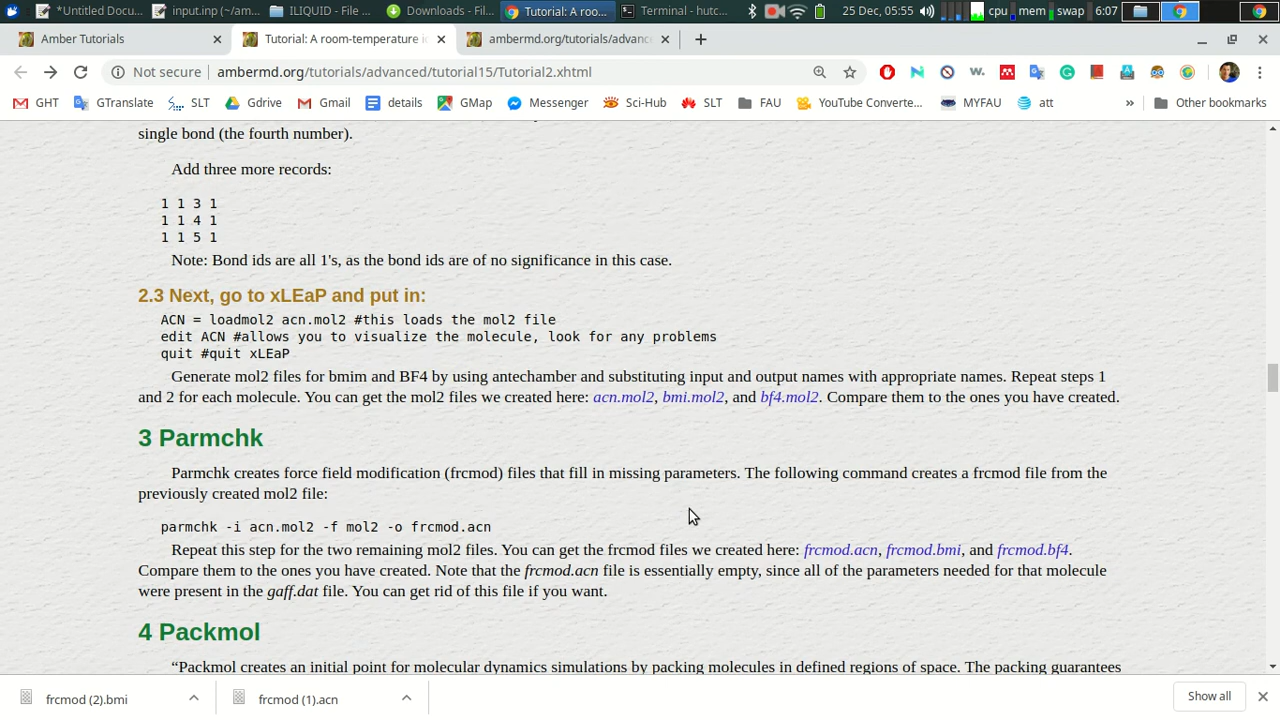 *Untitled Docu... input.inp (~/am... ILIQUID - File ... Downloads - Fil... Tutorial: A roo... Terminal - hutc... 25 Dec, 05:55 cpu mem swap 6:07
Amber Tutorials Tutorial: A room-temperature i ambermd.org/tutorials/advanc
Not secure ambermd.org/tutorials/advanced/tutorial15/Tutorial2.xhtml
GHT GTranslate SLT Gdrive Gmail details GMap Messenger Sci-Hub SLT FAU YouTube Converte... MYFAU att » Other bookmarks
single bond (the fourth number).
Add three more records:
1 1 3 1
1 1 4 1
1 1 5 1
Note: Bond ids are all 1's, as the bond ids are of no significance in this case.
2.3 Next, go to xLEaP and put in:
ACN = loadmol2 acn.mol2 #this loads the mol2 file
edit ACN #allows you to visualize the molecule, look for any problems
quit #quit xLEaP
Generate mol2 files for bmim and BF4 by using antechamber and substituting input and output names with appropriate names. Repeat steps 1
and 2 for each molecule. You can get the mol2 files we created here: acn.mol2, bmi.mol2, and bf4.mol2. Compare them to the ones you have created.
3 Parmchk
Parmchk creates force field modification (frcmod) files that fill in missing parameters. The following command creates a frcmod file from the
previously created mol2 file:
parmchk -i acn.mol2 -f mol2 -o frcmod.acn
Repeat this step for the two remaining mol2 files. You can get the frcmod files we created here: frcmod.acn, frcmod.bmi, and frcmod.bf4.
Compare them to the ones you have created. Note that the frcmod.acn file is essentially empty, since all of the parameters needed for that molecule
were present in the gaff.dat file. You can get rid of this file if you want.
4 Packmol
“Packmol creates an initial point for molecular dynamics simulations by packing molecules in defined regions of space. The packing guarantees
frcmod (2).bmi frcmod (1).acn Show all